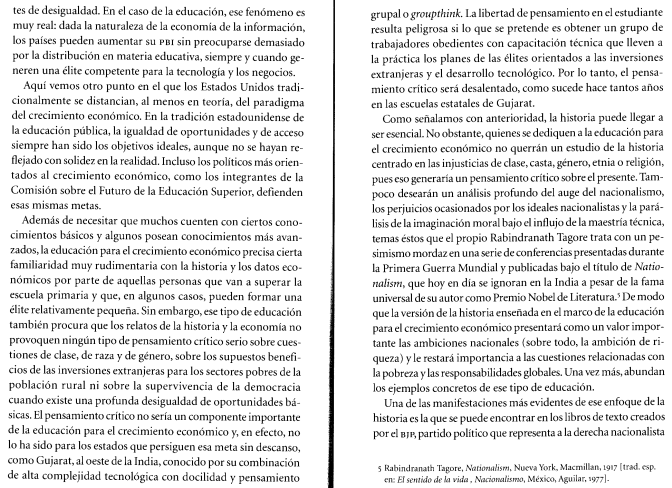 tes de desigualdad. En el caso de la educación, ese fenómeno es
muy real: dada la naturaleza de la economía de la información,
los países pueden aumentar su PBI sin preocuparse demasiado
por la distribución en materia educativa, siempre y cuando ge-
neren una élite competente para la tecnología y los negocios.
Aquí vemos otro punto en el que los Estados Unidos tradi-
cionalmente se distancian, al menos en teoría, del paradigma
del crecimiento económico. En la tradición estadounidense de
la educación pública, la igualdad de oportunidades y de acceso
siempre han sido los objetivos ideales, aunque no se hayan re-
flejado con solidez en la realidad. Incluso los políticos más orien-
tados al crecimiento económico, como los integrantes de la
Comisión sobre el Futuro de la Educación Superior, defienden
esas mismas metas.
Además de necesitar que muchos cuenten con ciertos cono-
cimientos básicos y algunos posean conocimientos más avan-
zados, la educación para el crecimiento económico precisa cierta
familiaridad muy rudimentaria con la historia y los datos eco-
nómicos por parte de aquellas personas que van a superar la
escuela primaria y que, en algunos casos, pueden formar una
élite relativamente pequeña. Sin embargo, ese tipo de educación
también procura que los relatos de la historia y la economía no
provoquen ningún tipo de pensamiento crítico serio sobre cues-
tiones de clase, de raza y de género, sobre los supuestos benefi-
cios de las inversiones extranjeras para los sectores pobres de la
población rural ni sobre la supervivencia de la democracia
cuando existe una profunda desigualdad de oportunidades bá-
sicas. El pensamiento crítico no sería un componente importante
de la educación para el crecimiento económico y, en efecto, no
lo ha sido para los estados que persiguen esa meta sin descanso,
como Gujarat, al oeste de la India, conocido por su combinación
de alta complejidad tecnológica con docilidad y pensamiento
grupal o groupthink. La libertad de pensamiento en el estudiante
resulta peligrosa si lo que se pretende es obtener un grupo de
trabajadores obedientes con capacitación técnica que lleven a
la práctica los planes de las élites orientados a las inversiones
extranjeras y el desarrollo tecnológico. Por lo tanto, el pensa-
miento crítico será desalentado, como sucede hace tantos años
en las escuelas estatales de Gujarat.
Como señalamos con anterioridad, la historia puede llegar a
ser esencial. No obstante, quienes se dediquen a la educación para
el crecimiento económico no querrán un estudio de la historia
centrado en las injusticias de clase, casta, género, etnia o religión,
pues eso generaría un pensamiento crítico sobre el presente. Tam-
poco desearán un análisis profundo del auge del nacionalismo,
los perjuicios ocasionados por los ideales nacionalistas y la pará-
lisis de la imaginación moral bajo el influjo de la maestría técnica,
temas éstos que el propio Rabindranath Tagore trata con un pe-
simismo mordaz en una serie de conferencias presentadas durante
la Primera Guerra Mundial y publicadas bajo el título de Natio-
nalism, que hoy en día se ignoran en la India a pesar de la fama
universal de su autor como Premio Nobel de Literatura.⁵ De modo
que la versión de la historia enseñada en el marco de la educación
para el crecimiento económico presentará como un valor impor-
tante las ambiciones nacionales (sobre todo, la ambición de ri-
queza) y le restará importancia a las cuestiones relacionadas con
la pobreza y las responsabilidades globales. Una vez más, abundan
los ejemplos concretos de ese tipo de educación.
Una de las manifestaciones más evidentes de ese enfoque de la
historia es la que se puede encontrar en los libros de texto creados
por el BJP, partido político que representa a la derecha nacionalista
5 Rabindranath Tagore, Nationalism, Nueva York, Macmillan, 1917 [trad. esp.
en: El sentido de la vida , Nacionalismo, México, Aguilar, 1977].